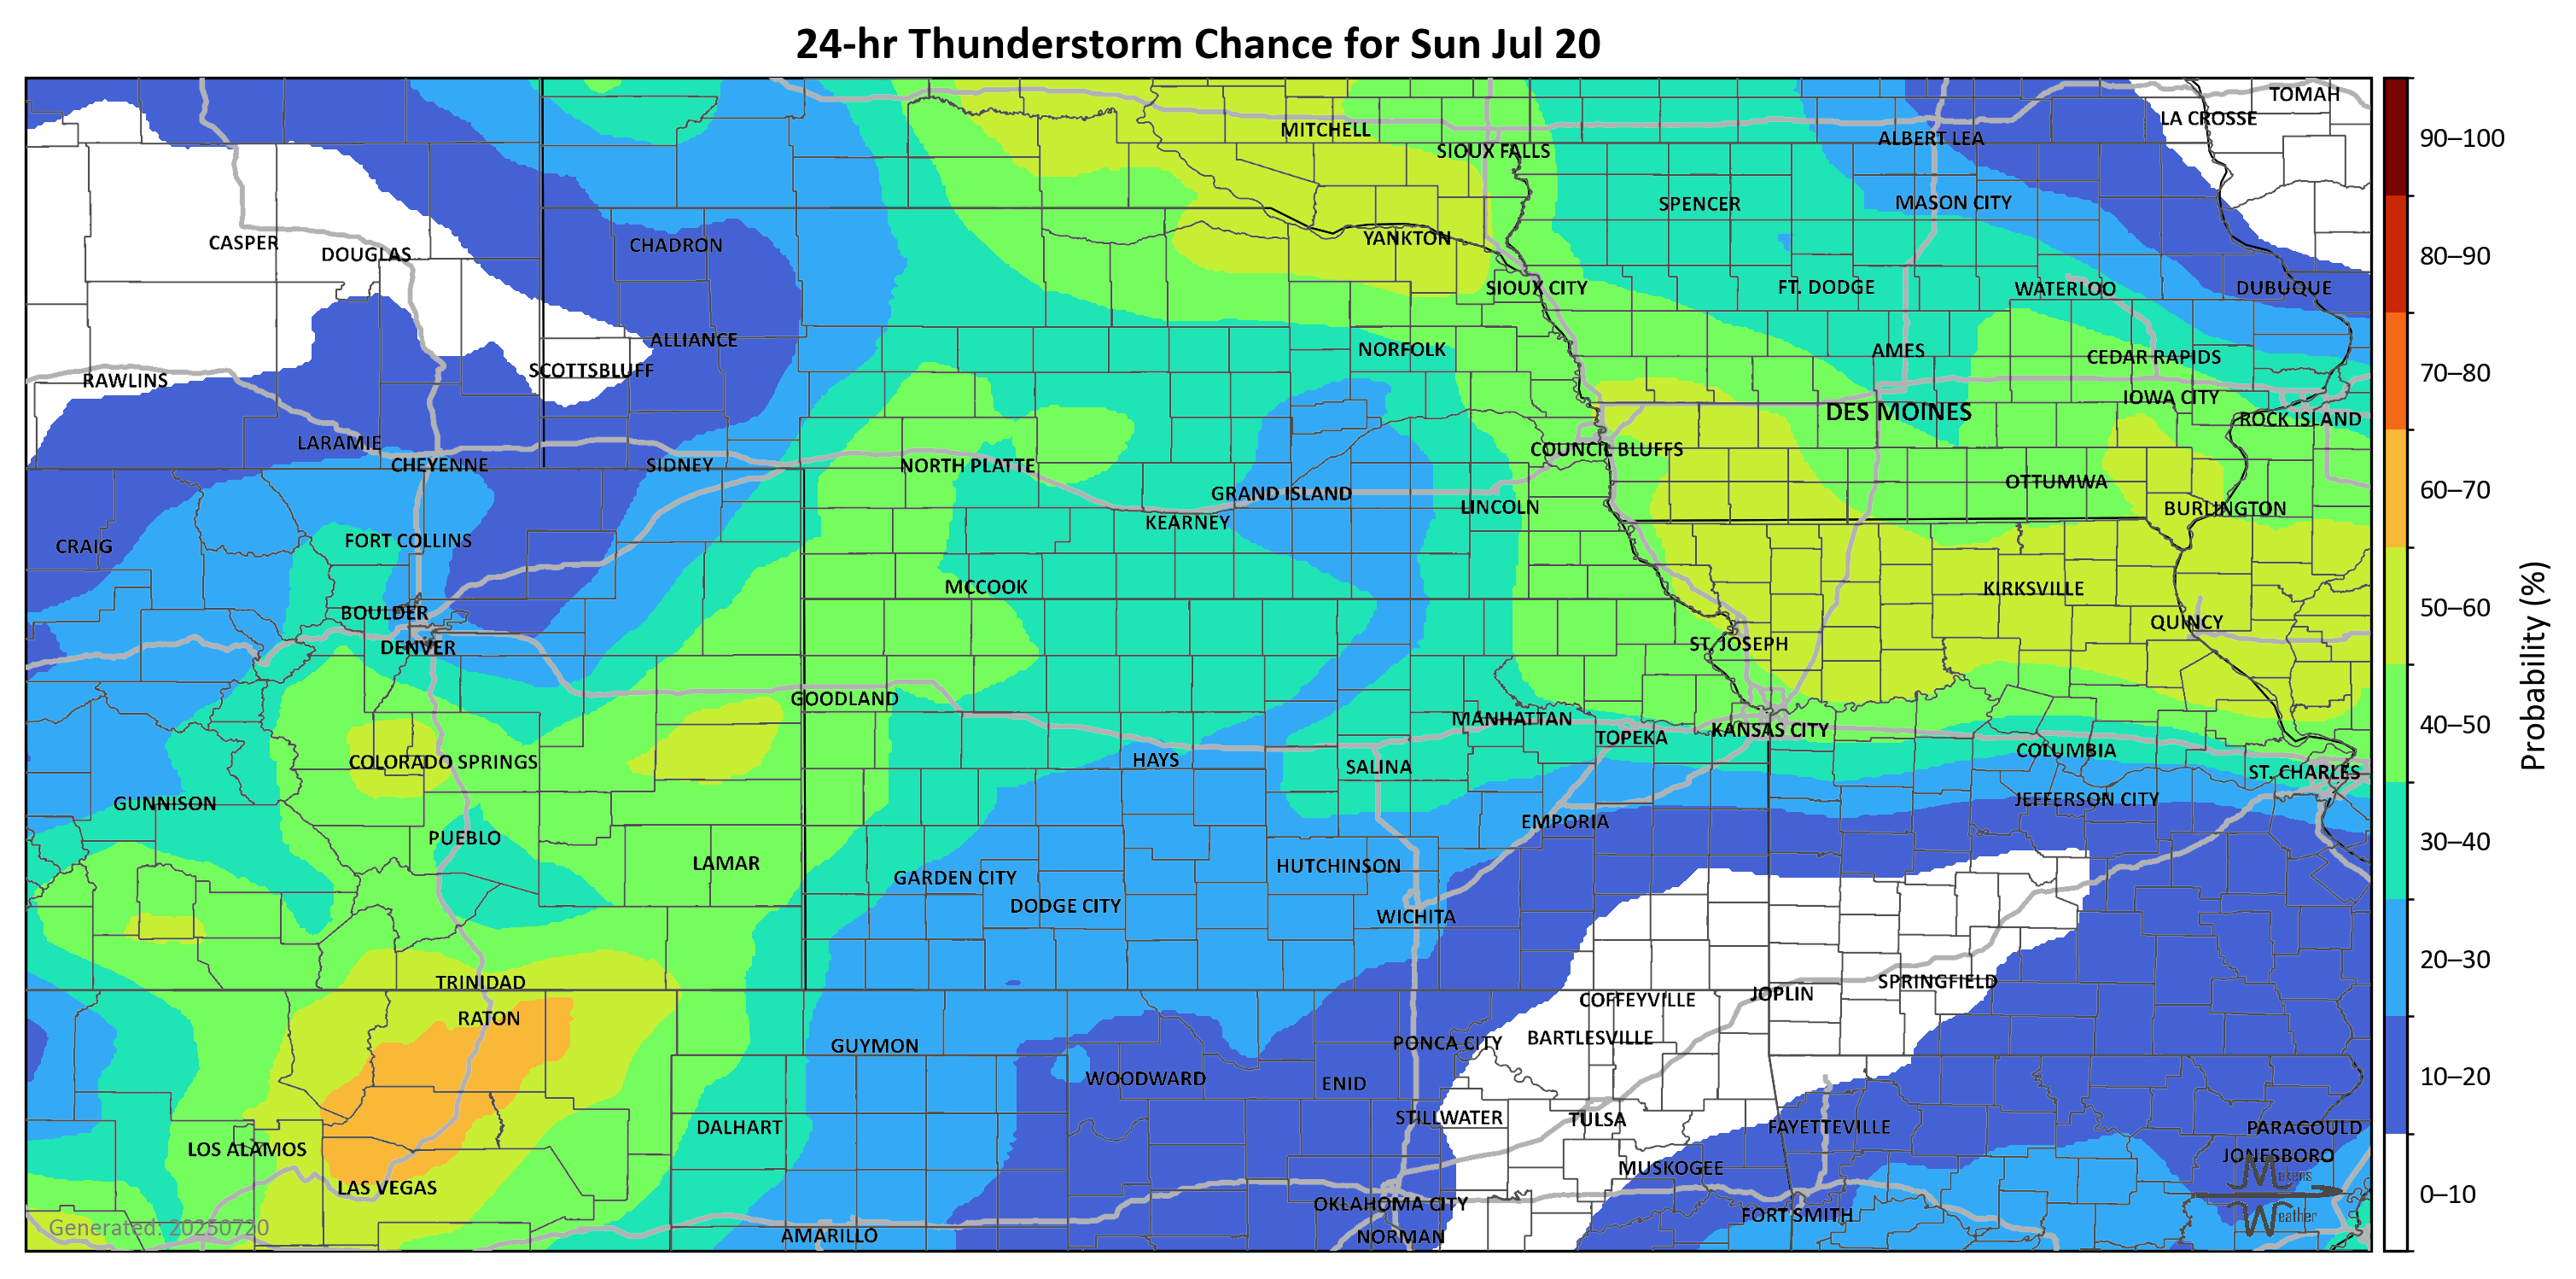 24-hr Thunderstorm Chance for Sun Jul 20
TOMAH
LA CROSSE
MITCHELL
ALBERT LEA
90–100
SIOUX FALLS
SPENCER
MASON CITY
YANKTON
CASPER
CHADRON
DOUGLAS
80–90
SIOUX CITY
FT. DODGE
WATERLOO
DUBUQUE
ALLIANCE
NORFOLK
AMES
CEDAR RAPIDS
SCOTTSBLUFF
70–80
RAWLINS
IOWA CITY
DES MOINES
ROCK ISLAND
LARAMIE
COUNCIL BLUFFS
CHEYENNE
SIDNEY
NORTH PLATTE
OTTUMWA
60–70
GRAND ISLAND
LINCOLN
BURLINGTON
KEARNEY
FORT COLLINS
CRAIG
MCCOOK
KIRKSVILLE
50–60
BOULDER
QUINCY
DENVER
ST. JOSEPH
Probability (%)
GOODLAND
MANHATTAN
40–50
KANSAS CITY
TOPEKA
COLUMBIA
HAYS
COLORADO SPRINGS
SALINA
ST. CHARLES
JEFFERSON CITY
GUNNISON
EMPORIA
PUEBLO
30–40
LAMAR
HUTCHINSON
GARDEN CITY
DODGE CITY
WICHITA
20–30
TRINIDAD
SPRINGFIELD
JOPLIN
COFFEYVILLE
RATON
BARTLESVILLE
GUYMON
PONCA CITY
WOODWARD
ENID
10–20
STILLWATER
TULSA
DALHART
FAYETTEVILLE
PARAGOULD
LOS ALAMOS
JONESBORO
MUSKOGEE
Makens
LAS VEGAS
0–10
OKLAHOMA CITY
FORT SMITH
Weather
Generated: 20250720
AMARILLO
NORMAN